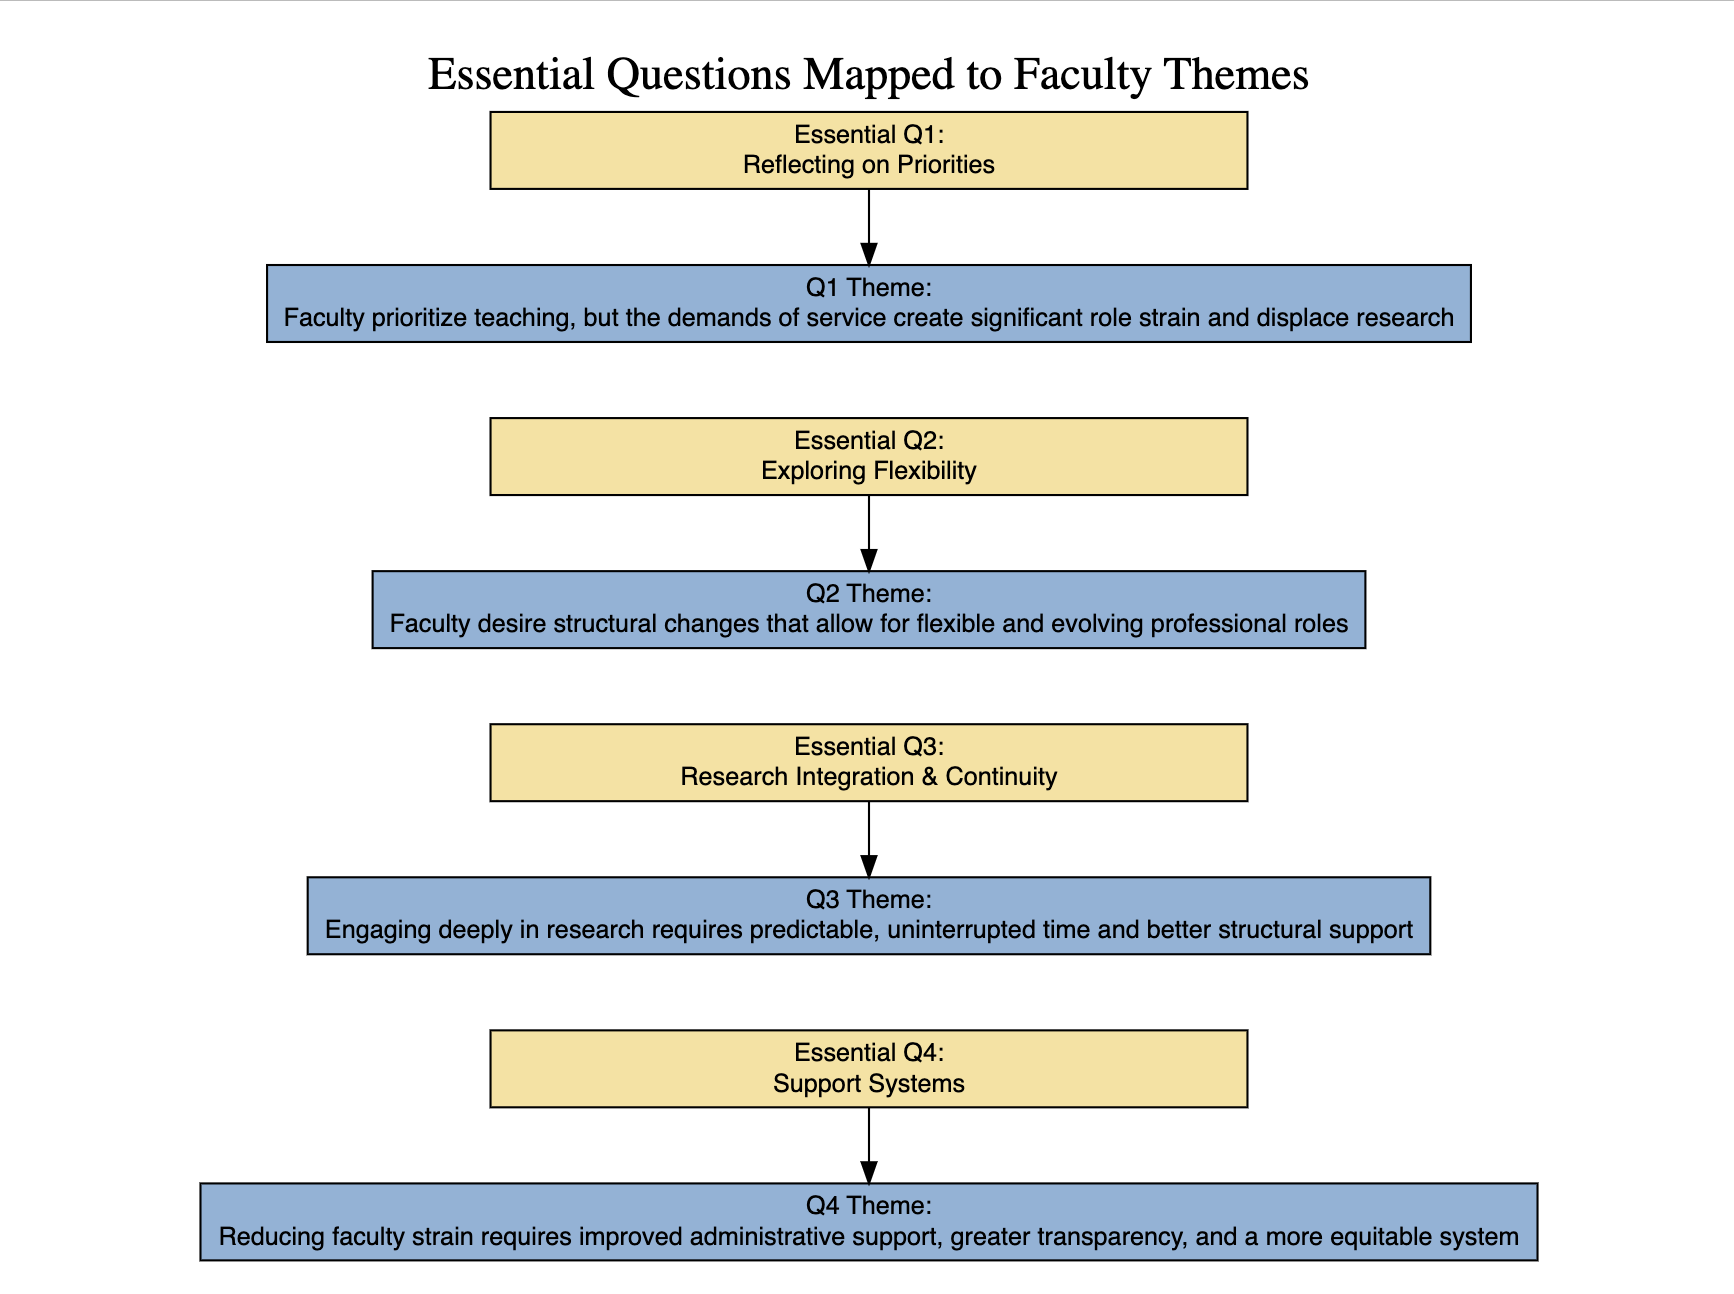 Essential Questions Mapped to Faculty Themes
Essential Q1:
Reflecting on Priorities
Q1 Theme:
Faculty prioritize teaching, but the demands of service create significant role strain and displace research
Essential Q2:
Exploring Flexibility
Q2 Theme:
Faculty desire structural changes that allow for flexible and evolving professional roles
Essential Q3:
Research Integration & Continuity
Q3 Theme:
Engaging deeply in research requires predictable, uninterrupted time and better structural support
Essential Q4:
Support Systems
Q4 Theme:
Reducing faculty strain requires improved administrative support, greater transparency, and a more equitable system